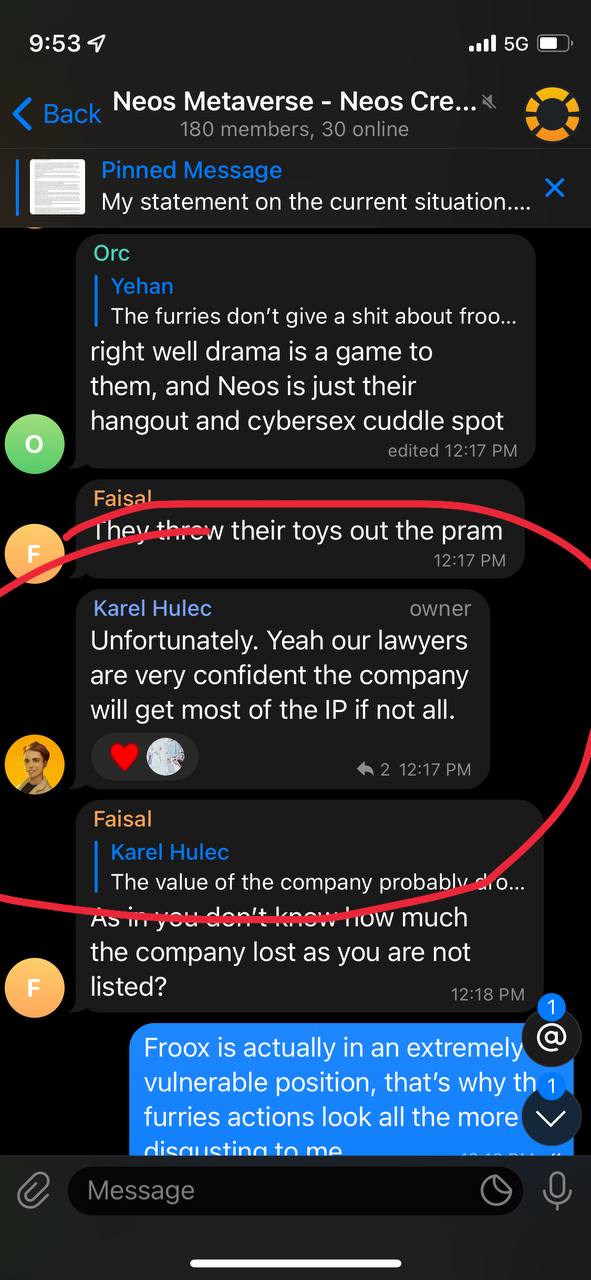 9:53
5G
Back
Neos Metaverse - Neos Cre...
180 members, 30 online
Pinned Message
My statement on the current situation....
Orc
Yehan
The furries don’t give a shit about froo...
right well drama is a game to
them, and Neos is just their
hangout and cybersex cuddle spot
edited 12:17 PM
O
Faisal
They threw their toys out the pram
12:17 PM
F
Karel Hulec owner
Unfortunately. Yeah our lawyers
are very confident the company
will get most of the IP if not all.
2 12:17 PM
Faisal
Karel Hulec
The value of the company probably dro...
As in you don’t know how much
the company lost as you are not
listed?
12:18 PM
F
1
@
Froox is actually in an extremely
vulnerable position, that’s why
1
furries actions look all the more
disgusting to me
Message